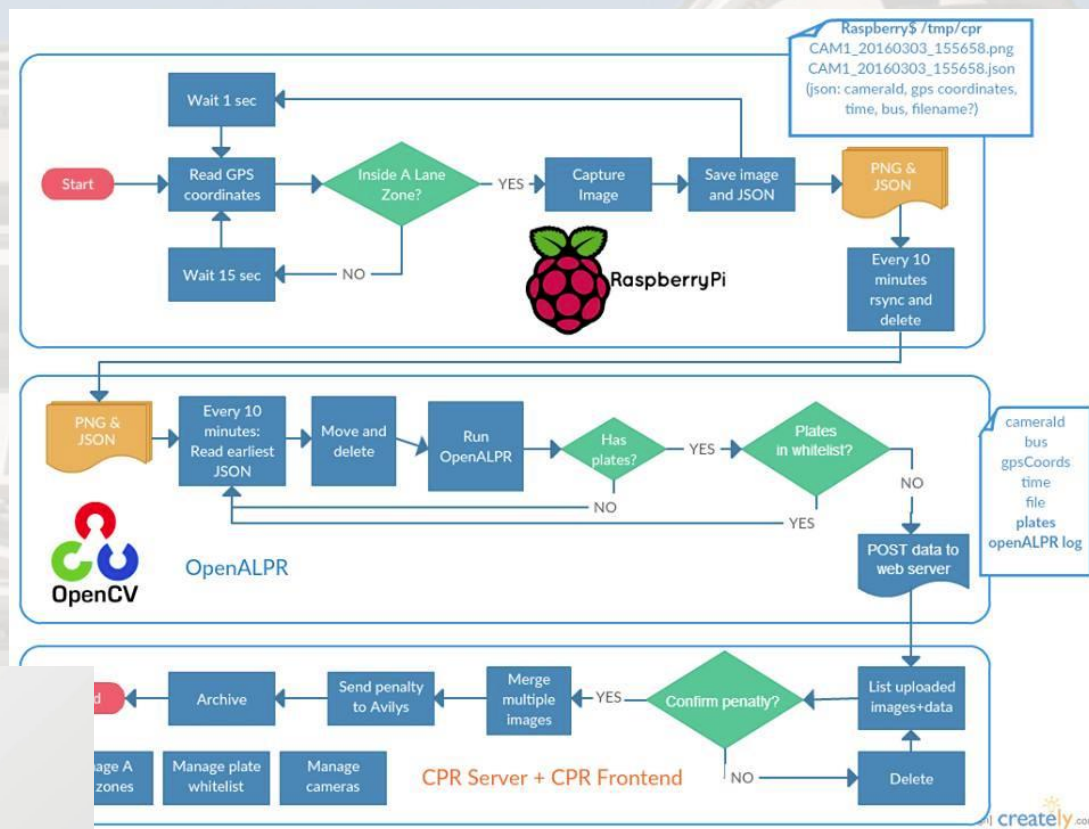 Raspberry$ /tmp/cpr
CAM1_20160303_155658.png
CAM1_20160303_155658.json
(json: cameraId, gps coordinates,
time, bus, filename?)
Wait 1 sec
Start
Read GPS
coordinates
Inside A Lane
Zone?
YES
Capture
Image
Save image
and JSON
PNG &
JSON
Wait 15 sec
NO
RaspberryPi
Every 10
minutes
rsync and
delete
PNG &
JSON
Every 10
minutes:
Read earliest
JSON
Move and
delete
Run
OpenALPR
Has
plates?
YES
Plates
in whitelist?
NO
NO
YES
cameraId
bus
gpsCoords
time
file
plates
openALPR log
OpenCV
OpenALPR
POST data to
web server
d
Archive
Send penalty
to Avilys
Merge
multiple
images
YES
Confirm penalty?
List uploaded
images+data
NO
Delete
age A
zones
Manage plate
whitelist
Manage
cameras
CPR Server + CPR Frontend
creately